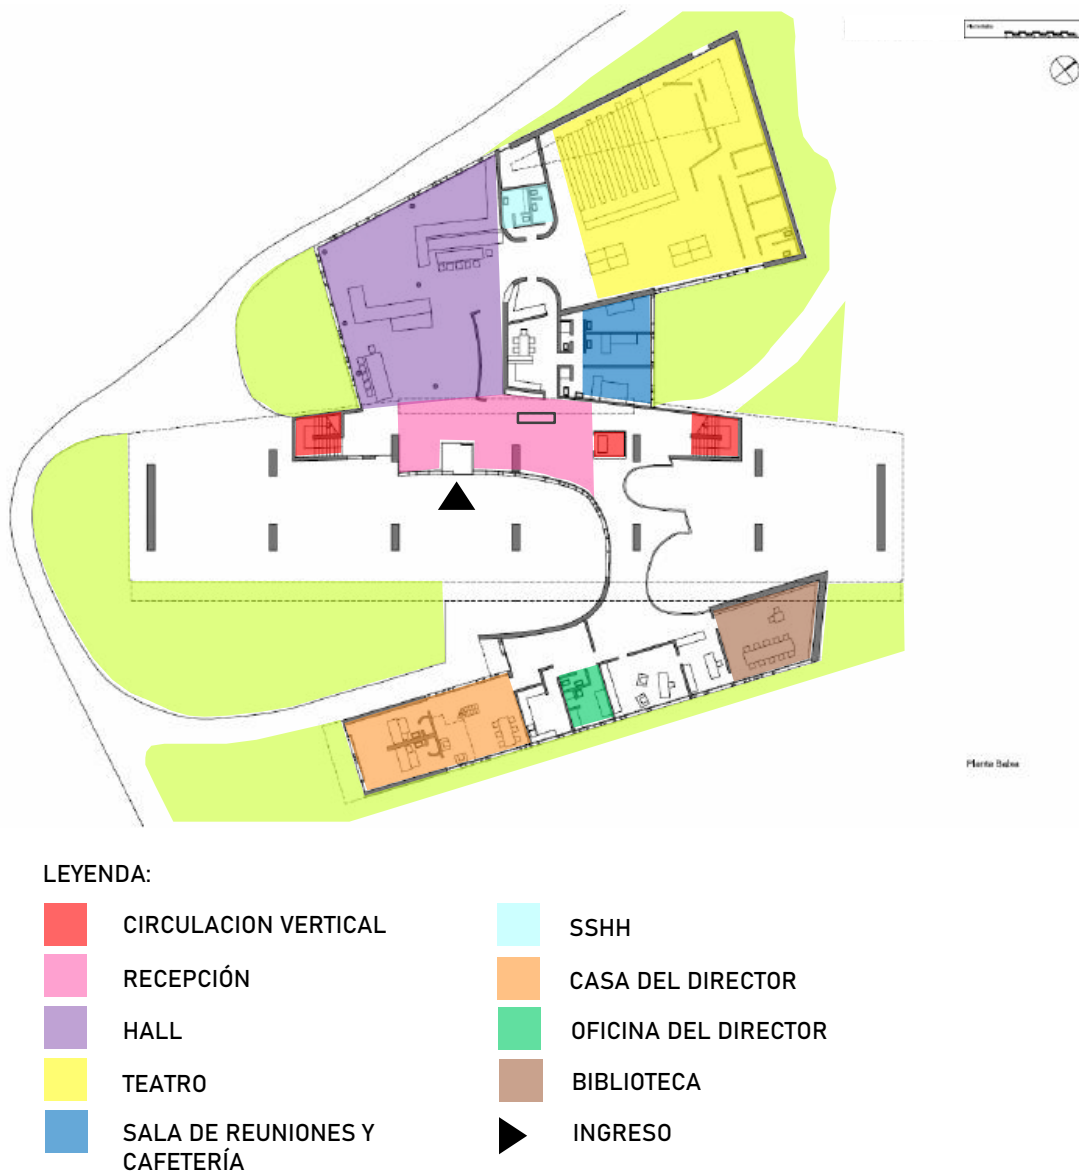 Planta Baixa
LEYENDA:
CIRCULACION VERTICAL
RECEPCIÓN
HALL
TEATRO
SALA DE REUNIONES Y
CAFETERÍA
SSHH
CASA DEL DIRECTOR
OFICINA DEL DIRECTOR
BIBLIOTECA
INGRESO